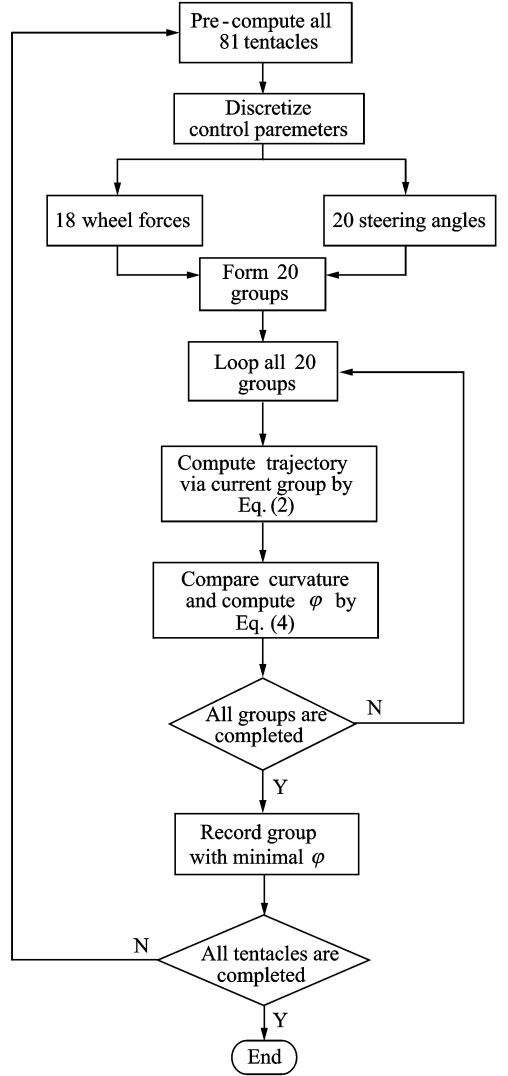 Pre-compute all
81 tentacles
Discretize
control paremeters
18 wheel forces
20 steering angles
Form 20
groups
Loop all 20
groups
Compute trajectory
via current group by
Eq. (2)
Compare curvature
and compute φ by
Eq. (4)
All groups are
completed
N
Y
Record group
with minimal φ
All tentacles are
completed
N
Y
End